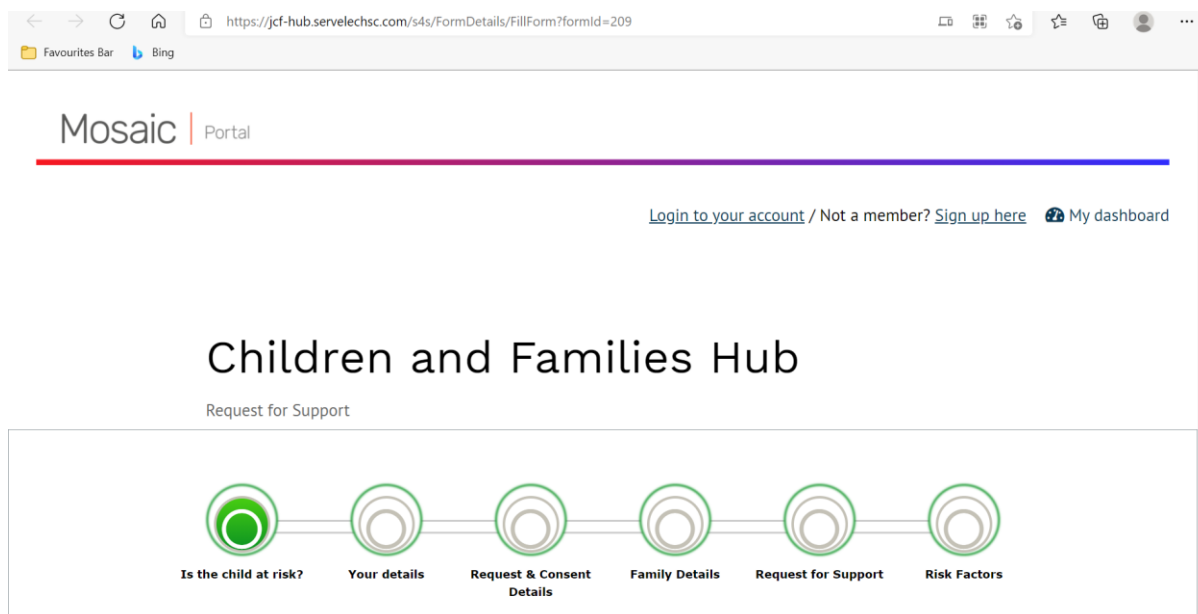 https://jcf-hub.servelechsc.com/s4s/FormDetails/FillForm?formId=209
Favourites Bar Bing
Mosaic Portal
Login to your account / Not a member? Sign up here My dashboard
Children and Families Hub
Request for Support
Is the child at risk? Your details Request & Consent Family Details Request for Support Risk Factors
Details